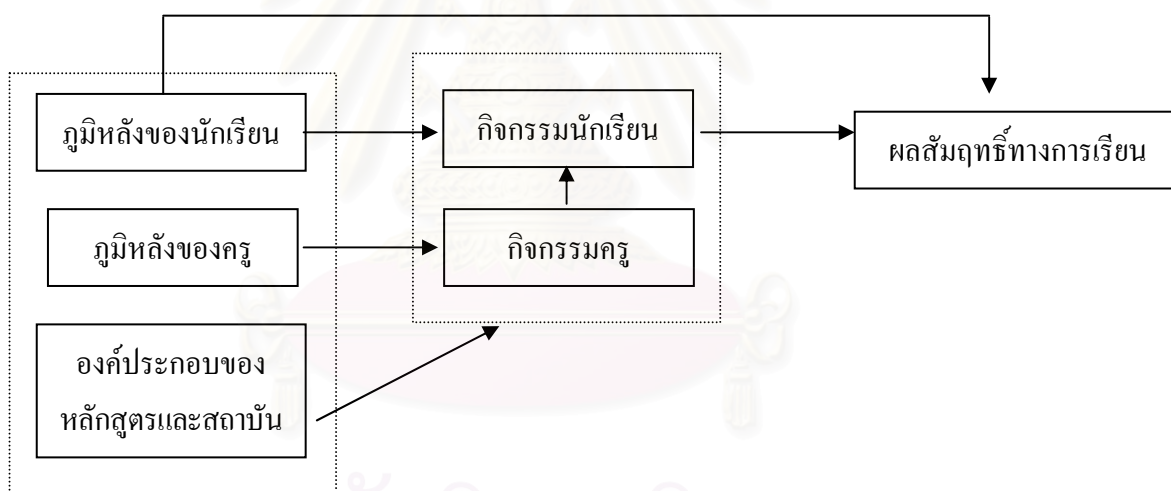 ภูมิหลังของนักเรียน
กิจกรรมนักเรียน
ผลสัมฤทธิ์ทางการเรียน
ภูมิหลังของครู
กิจกรรมครู
องค์ประกอบของ
หลักสูตรและสถาบัน